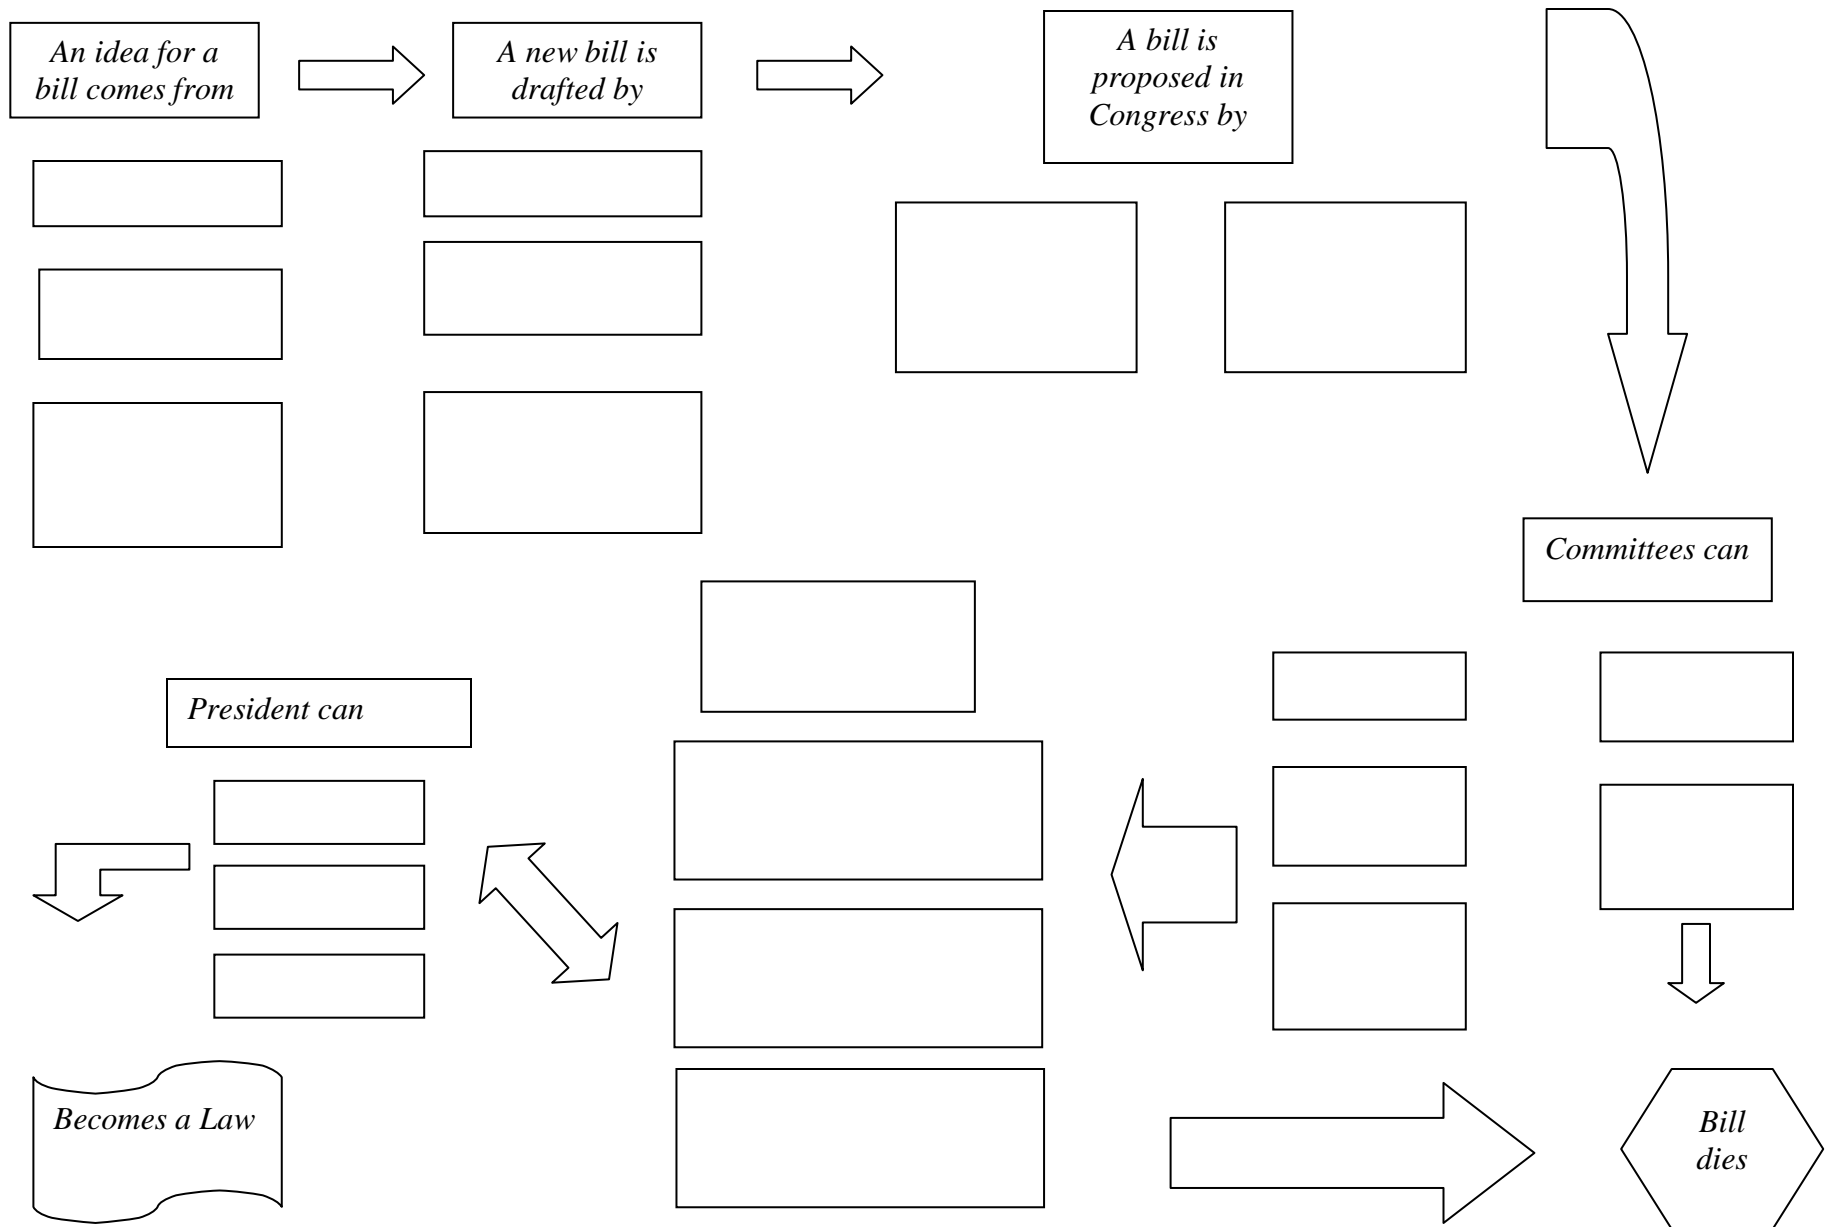 An idea for a
bill comes from
A new bill is
drafted by
A bill is
proposed in
Congress by
Committees can
President can
Becomes a Law
Bill
dies